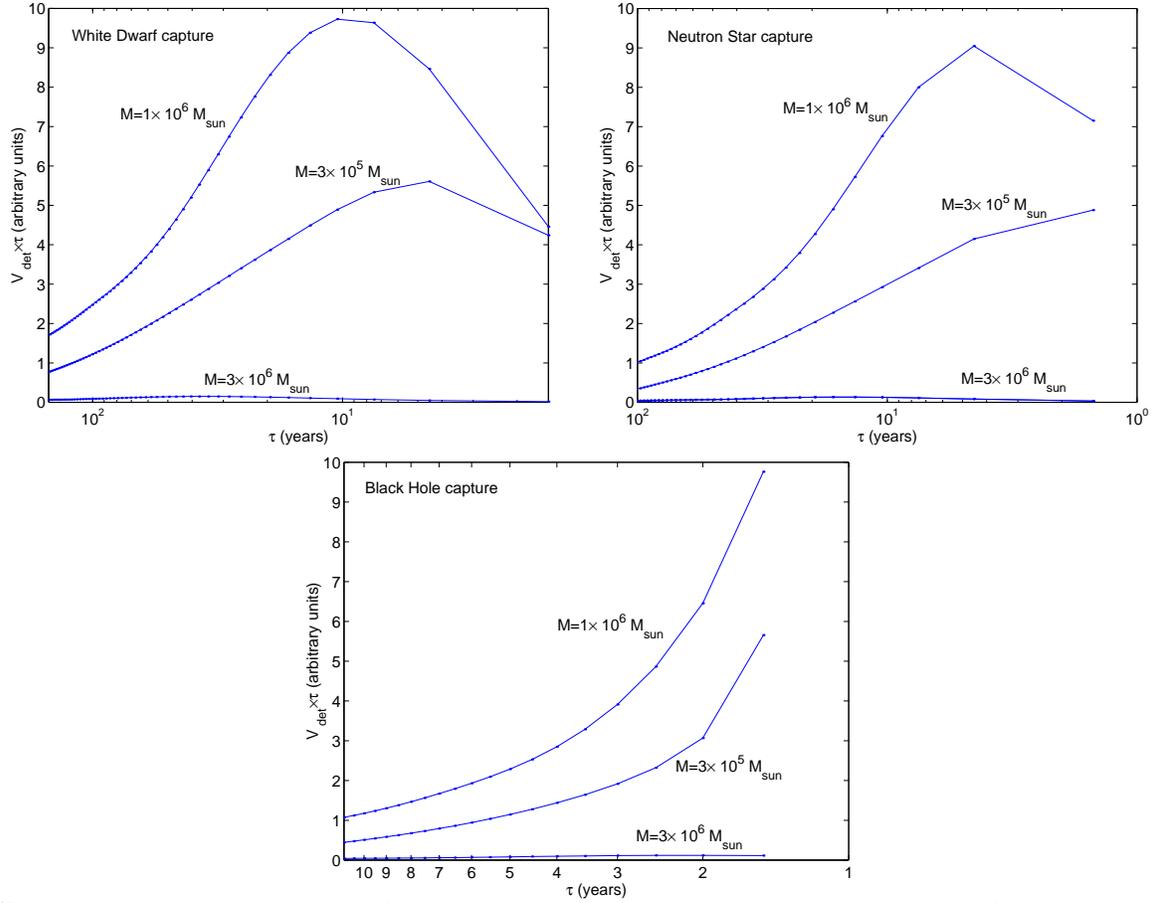 White Dwarf capture
M=1× 10^6 M_sun
M=3× 10^5 M_sun
M=3× 10^6 M_sun
V_det×τ (arbitrary units)
10
9
8
7
6
5
4
3
2
1
0
10^2
10^1
τ (years)
Neutron Star capture
M=1× 10^6 M_sun
M=3× 10^5 M_sun
M=3× 10^6 M_sun
V_det×τ (arbitrary units)
10
9
8
7
6
5
4
3
2
1
0
10^2
10^1
10^0
τ (years)
Black Hole capture
M=1× 10^6 M_sun
M=3× 10^5 M_sun
M=3× 10^6 M_sun
V_det×τ (arbitrary units)
10
9
8
7
6
5
4
3
2
1
0
10 9 8 7 6 5 4 3 2 1
τ (years)